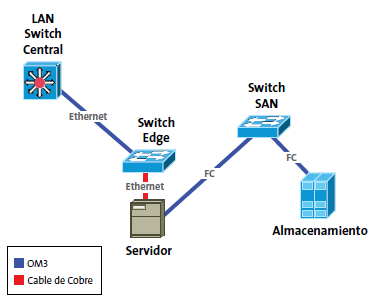 LAN
Switch
Central
Ethernet
Switch
Edge
Ethernet
Servidor
FC
Switch
SAN
FC
Almacenamiento
OM3
Cable de Cobre